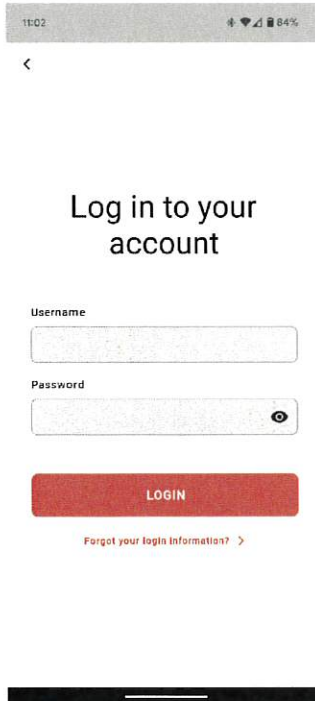 11:02 84%
Log in to your
account
Username
Password
LOGIN
Forgot your login information? >